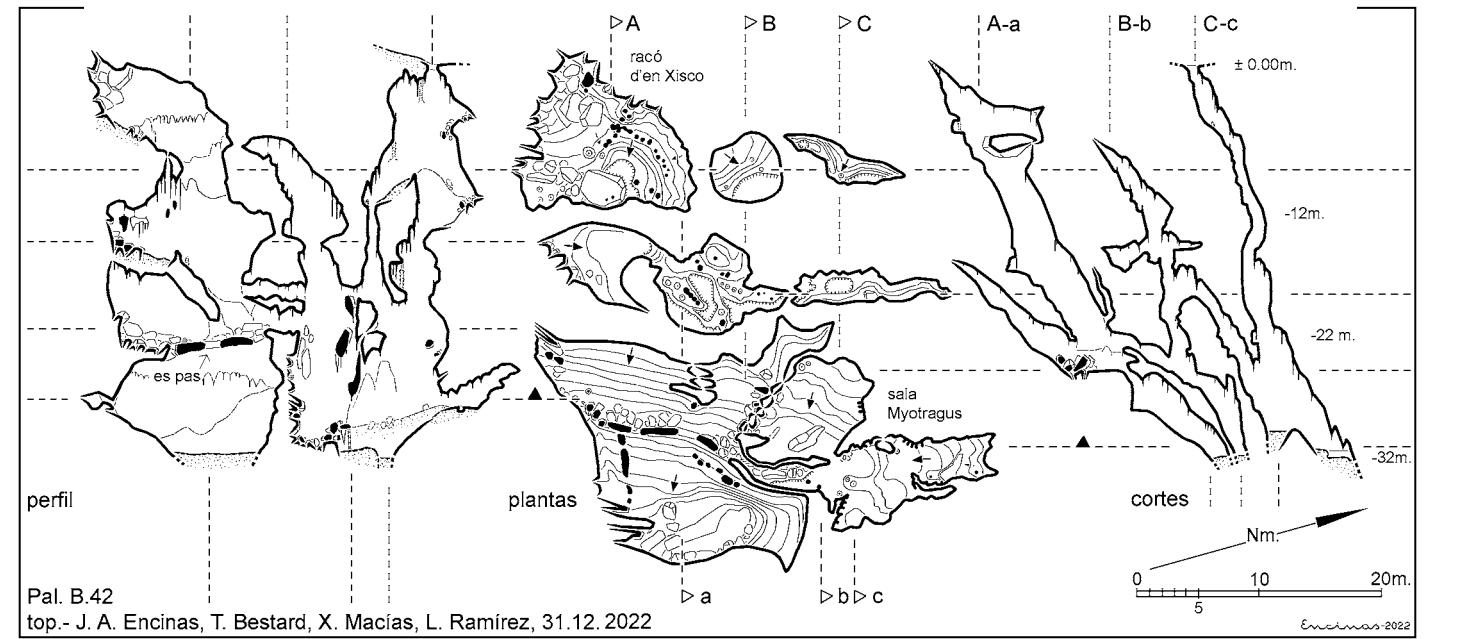 A
B
C
A-a
B-b
C-c
racó
d'en Xisco
± 0.00m.
-12m.
-22 m.
es pas
sala
Myotragus
-32m.
perfil
plantas
cortes
Nm.
0
10
20m.
5
a
b
c
Pal. B.42
top.- J. A. Encinas, T. Bestard, X. Macías, L. Ramírez, 31.12. 2022
Encinas-2022